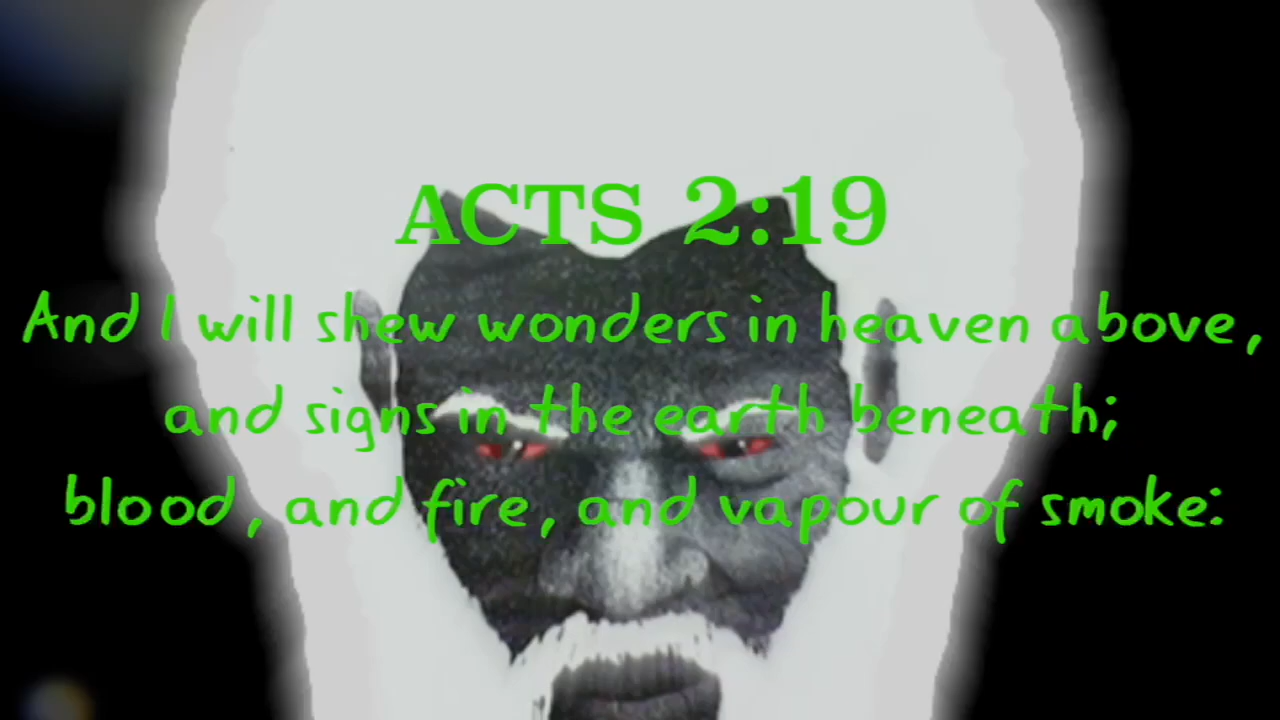 ACTS 2:19
And I will shew wonders in heaven above,
and signs in the earth beneath;
blood, and fire, and vapour of smoke: